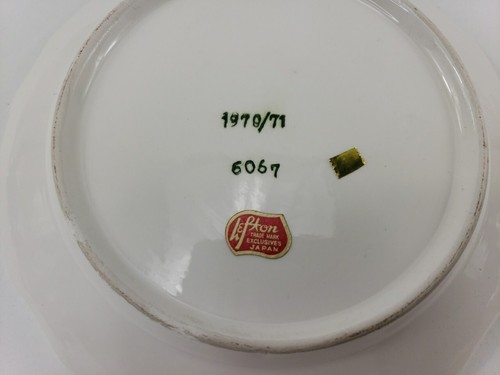 1970/71
6067
Lefton
TRADE MARK
EXCLUSIVES
JAPAN